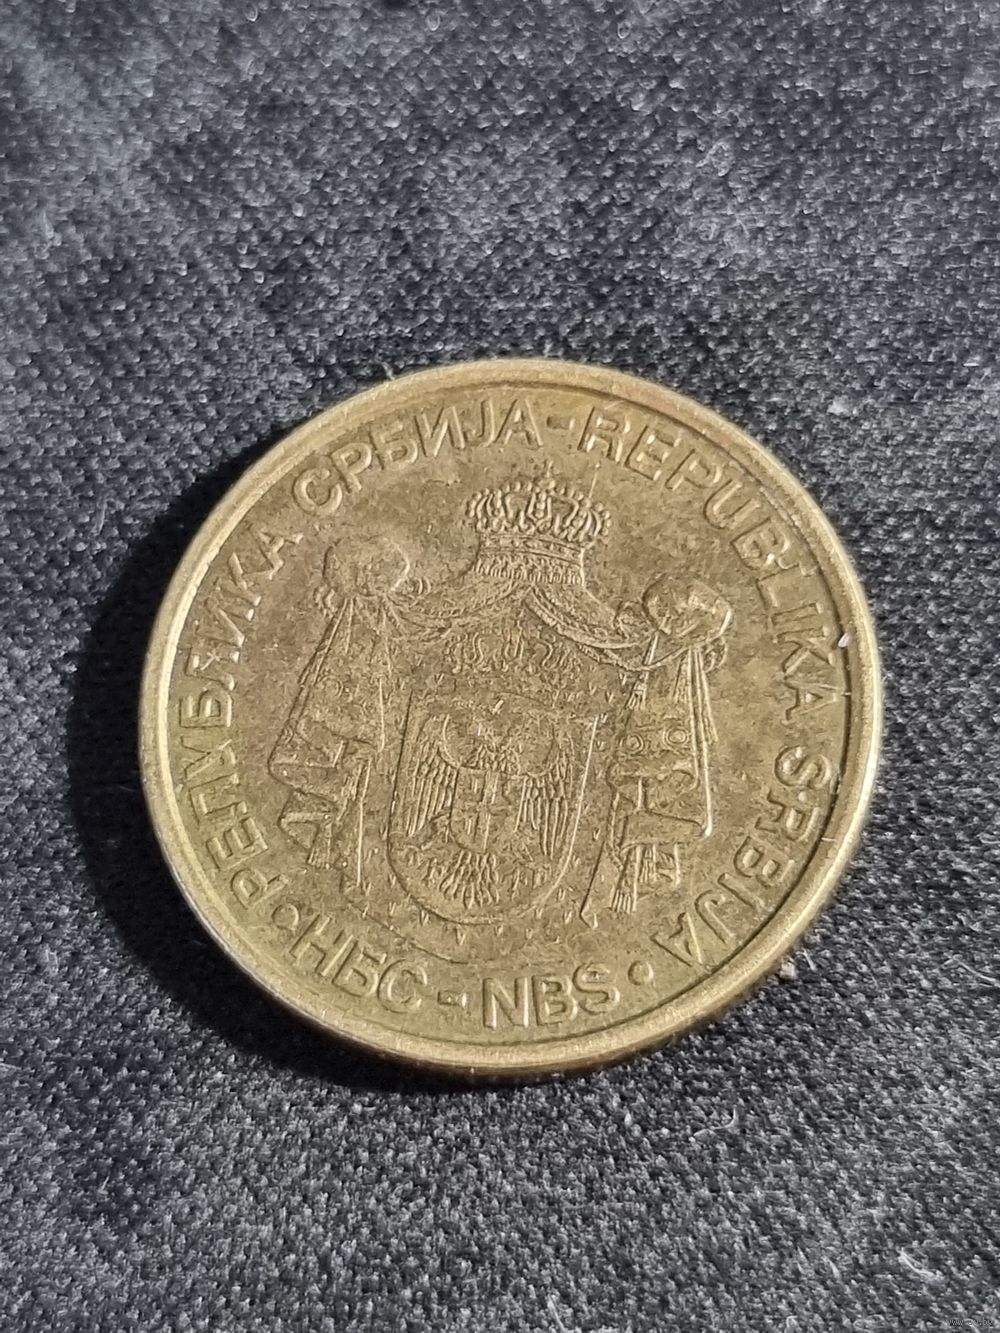 РЕПУБЛИКА СРБИЈА - REPUBLIKA SRBIJA
• НБС - NBS •